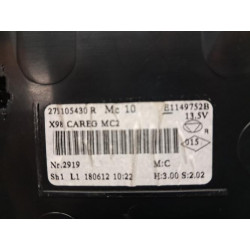 271105430 R Mc 10 E1149752B
13.5V
X98 CAREG MC2
R
015
Nr.2919 M:C
Sh1 L1 180612 10:22 H:3.00 S:2.02